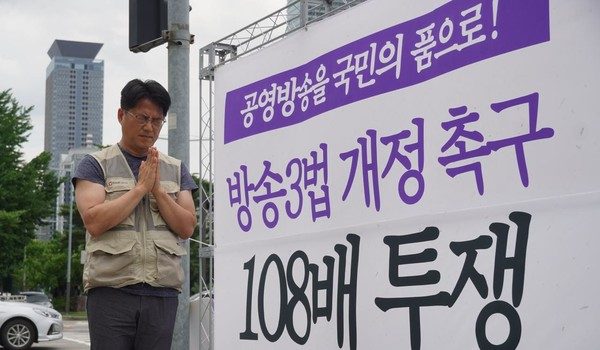 공영방송을 국민의 품으로!
방송3법 개정 촉구
108배 투쟁